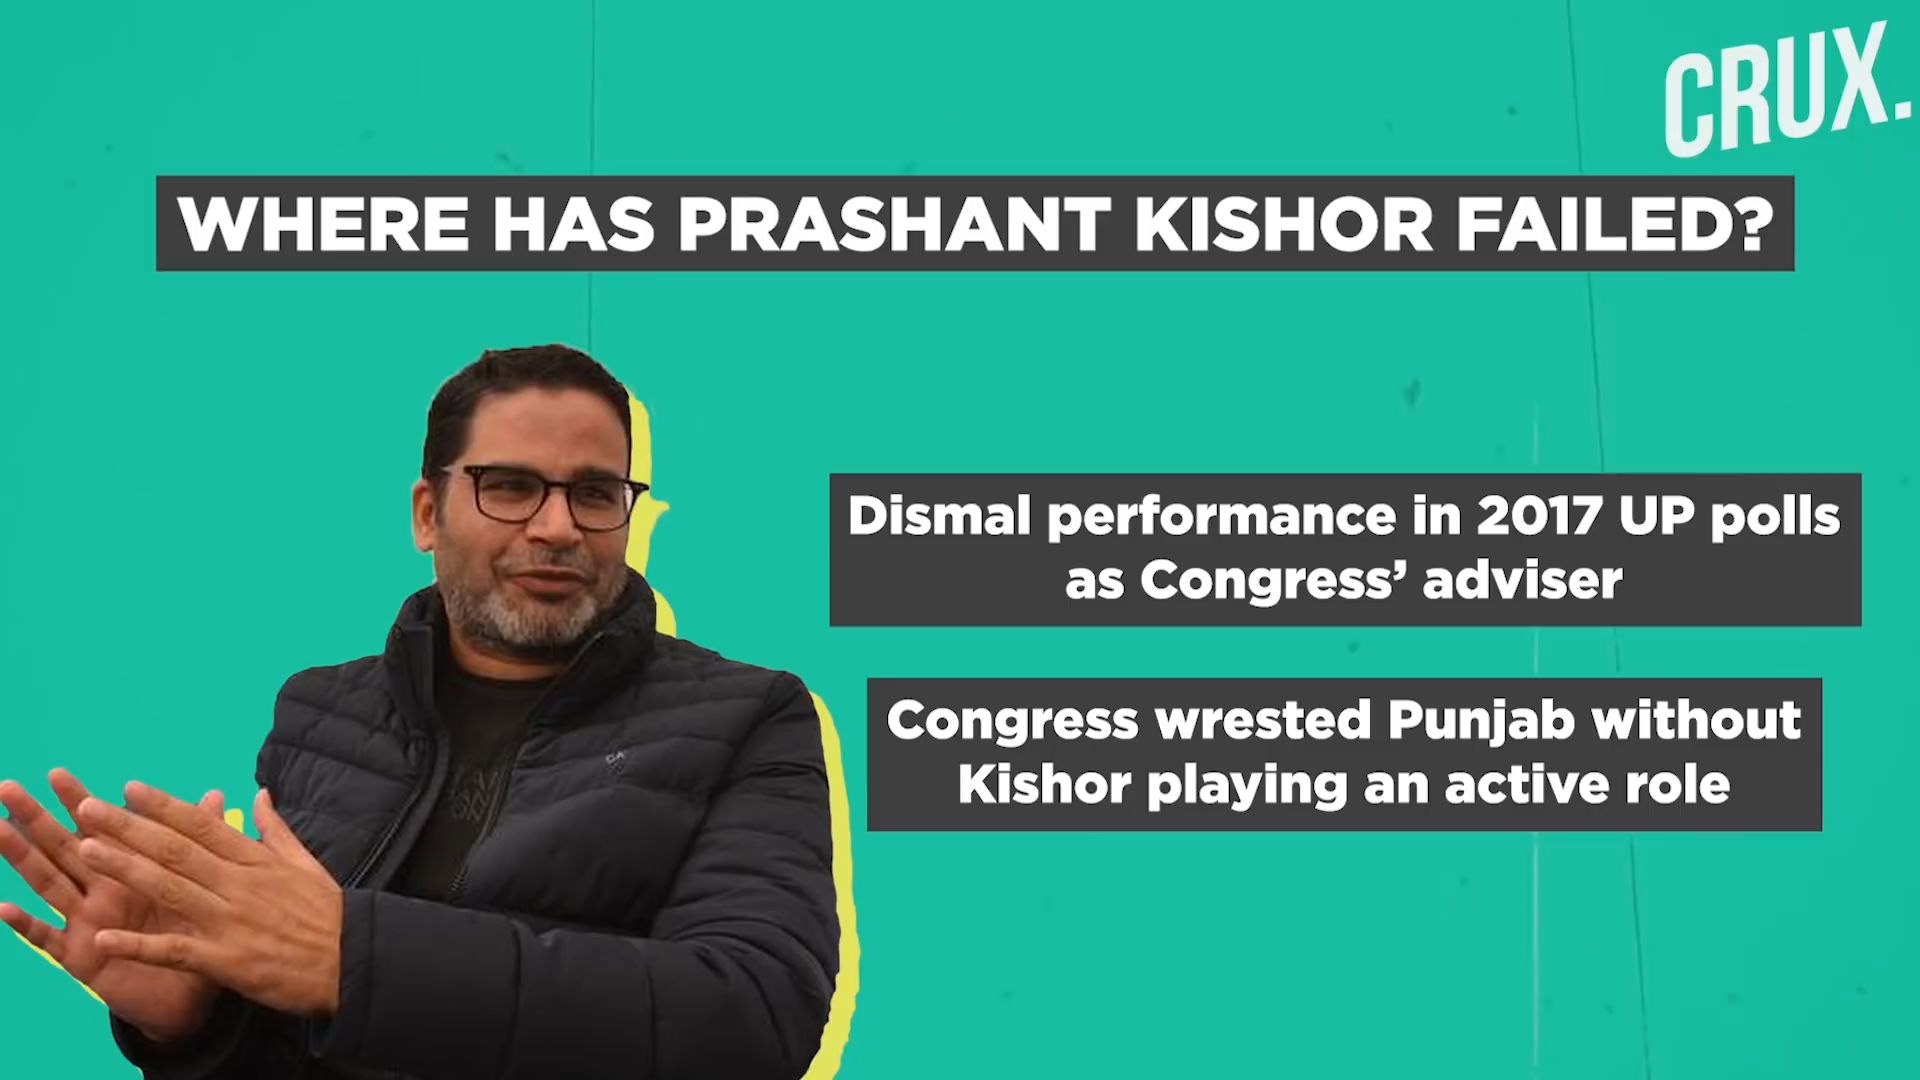 CRUX.
WHERE HAS PRASHANT KISHOR FAILED?
Dismal performance in 2017 UP polls
as Congress’ adviser
Congress wrested Punjab without
Kishor playing an active role